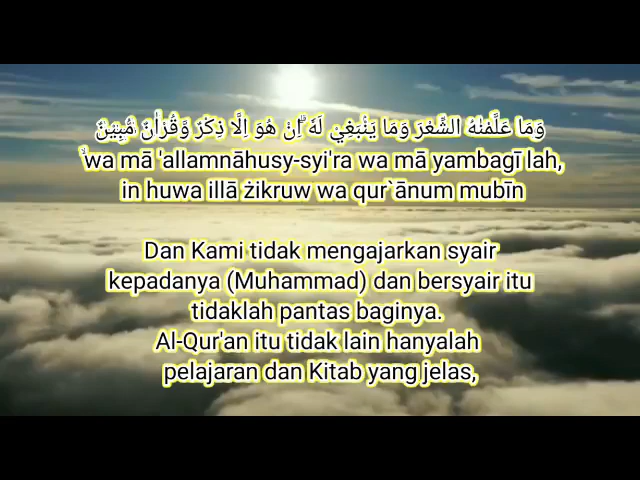 وَمَا عَلَّمْنٰهُ الشِّعْرَ وَمَا يَنْۢبَغِيْ لَهٗ ۗاِنْ هُوَ اِلَّا ذِكْرٌ وَّقُرْاٰنٌ مُّبِيْنٌ ۙ
wa mā 'allamnāhusy-syi'ra wa mā yambagī lah,
in huwa illā żikruw wa qur`ānum mubīn
Dan Kami tidak mengajarkan syair
kepadanya (Muhammad) dan bersyair itu
tidaklah pantas baginya.
Al-Qur'an itu tidak lain hanyalah
pelajaran dan Kitab yang jelas,